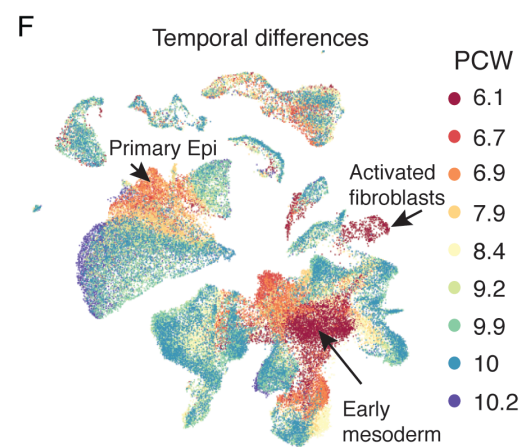 F
Temporal differences
PCW
6.1
6.7
6.9
7.9
8.4
9.2
9.9
10
10.2
Primary Epi
Activated
fibroblasts
Early
mesoderm